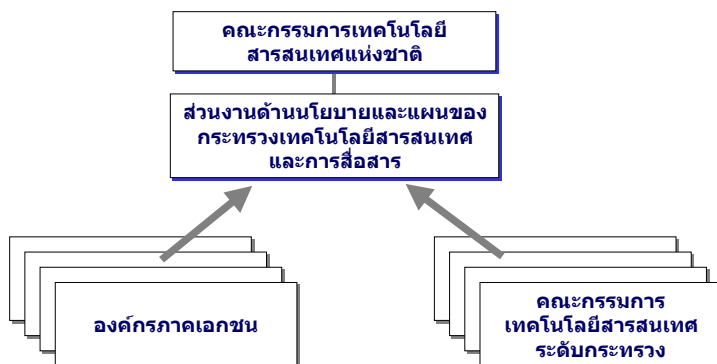 คณะกรรมการเทคโนโลยี
สารสนเทศแห่งชาติ
ส่วนงานด้านนโยบายและแผนของ
กระทรวงเทคโนโลยีสารสนเทศ
และการสื่อสาร
องค์กรภาคเอกชน
คณะกรรมการ
เทคโนโลยีสารสนเทศ
ระดับกระทรวง